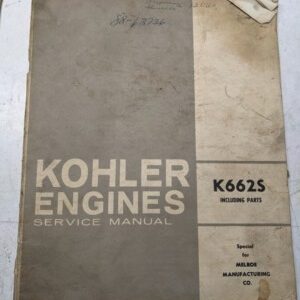 KOHLER
ENGINES
SERVICE MANUAL
K662S
INCLUDING PARTS
Special
for
MELROE
MANUFACTURING
CO.